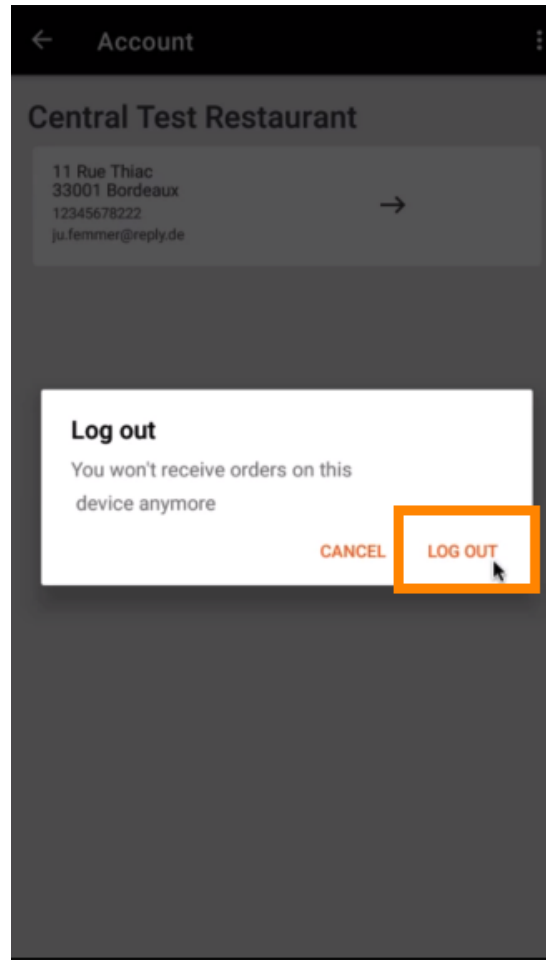 Account
Central Test Restaurant
11 Rue Thiac
33001 Bordeaux
12345678222
ju.femmer@reply.de
Log out
You won't receive orders on this
device anymore
CANCEL LOG OUT